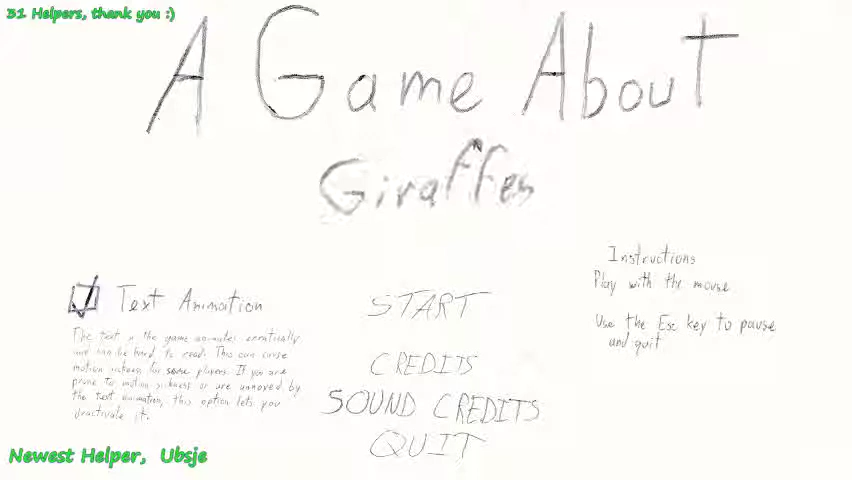 31 Helpers, thank you :)
A Game About
Giraffes
Instructions
Play with the mouse
Use the Esc key to pause
and quit
Text Animation
The text in the game animates erratically
and can be hard to read. This can cause
motion sickness for some players. If you are
prone to motion sickness or are annoyed by
the text animation, this option lets you
deactivate it.
START
CREDITS
SOUND CREDITS
QUIT
Newest Helper, Ubsje